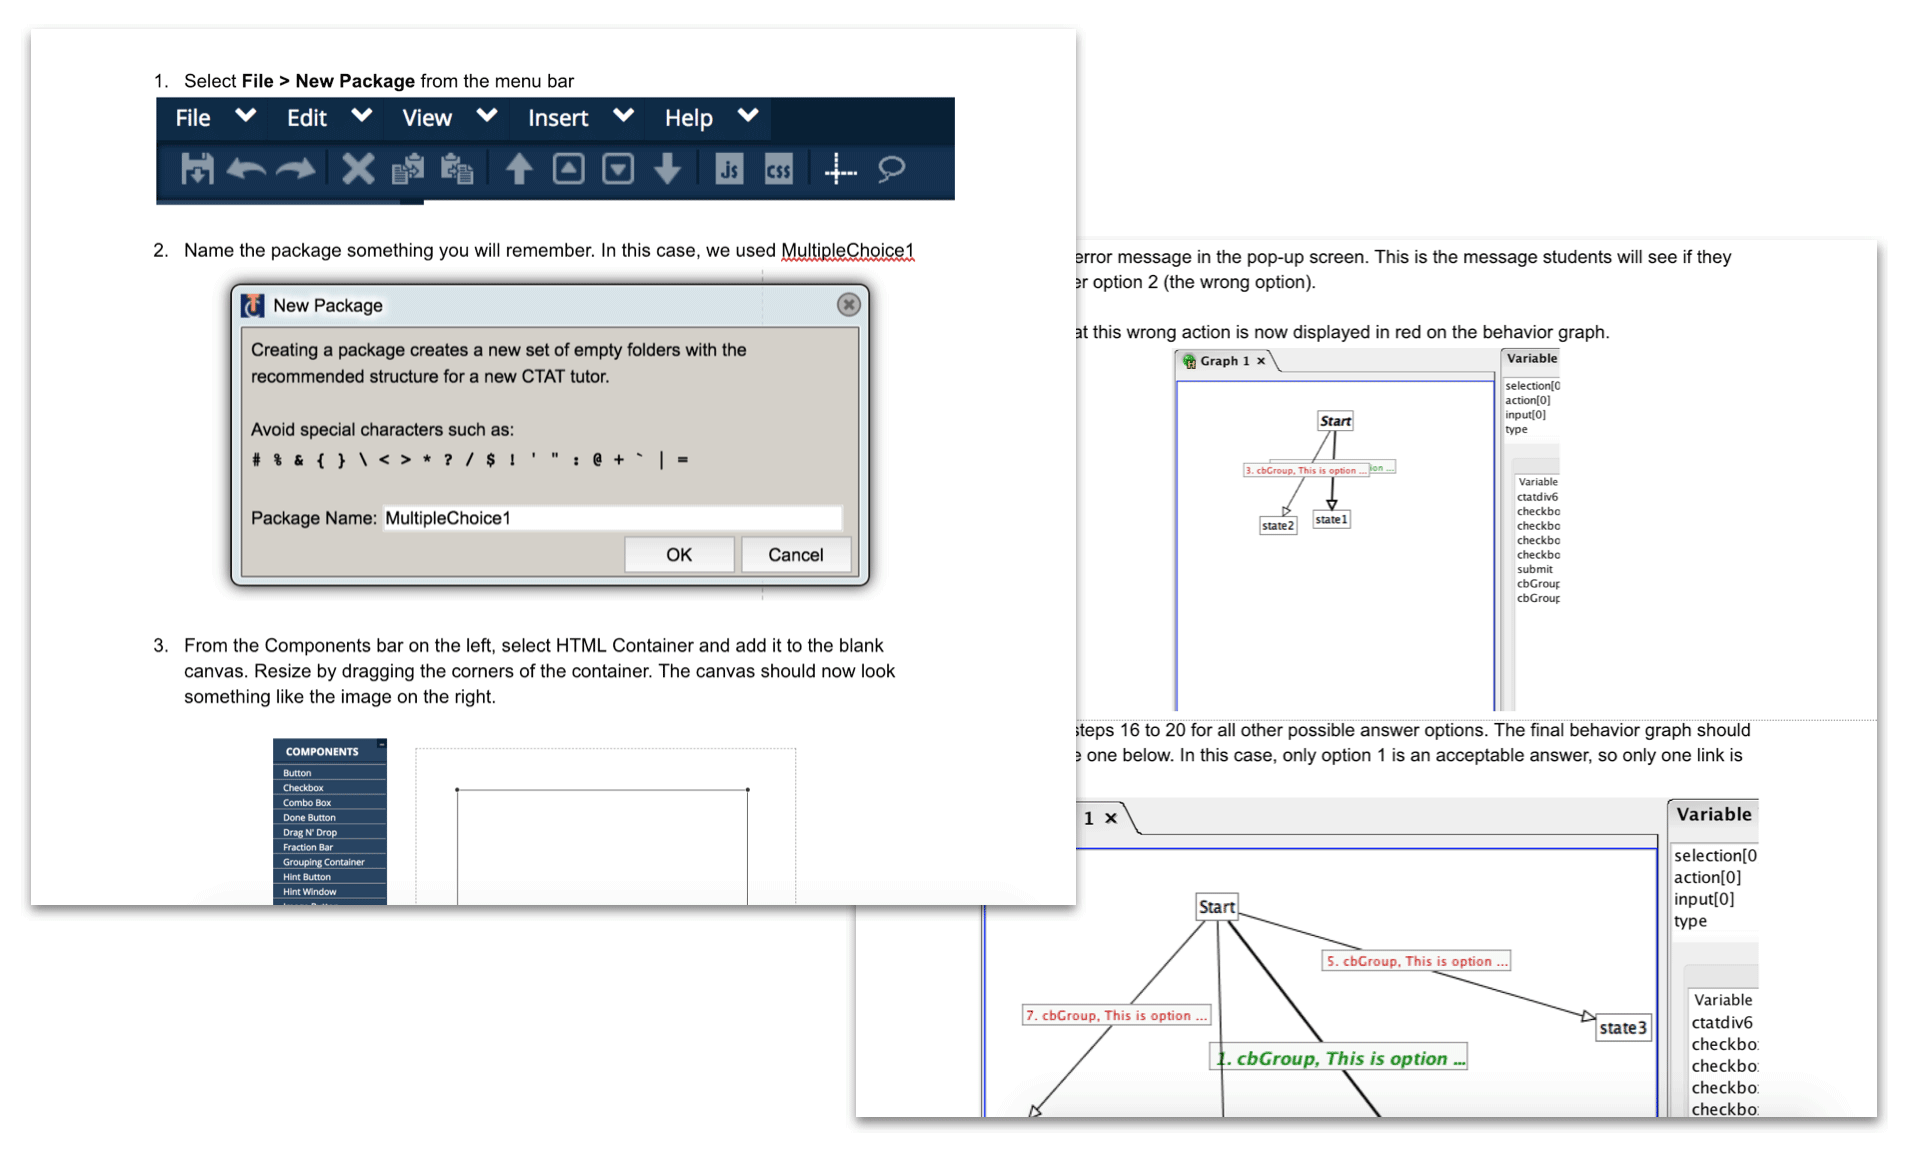 1. Select File > New Package from the menu bar
File Edit View Insert Help
js css
2. Name the package something you will remember. In this case, we used MultipleChoice1
New Package
Creating a package creates a new set of empty folders with the
recommended structure for a new CTAT tutor.
Avoid special characters such as:
# % & { } \ < > * ? / $ ! ' " : @ + ` | =
Package Name: MultipleChoice1
OK Cancel
3. From the Components bar on the left, select HTML Container and add it to the blank
canvas. Resize by dragging the corners of the container. The canvas should now look
something like the image on the right.
COMPONENTS
Button
Checkbox
Combo Box
Done Button
Drag N' Drop
Fraction Bar
Grouping Container
Hint Button
Hint Window
error message in the pop-up screen. This is the message students will see if they
er option 2 (the wrong option).
at this wrong action is now displayed in red on the behavior graph.
Graph 1 x
Variable
selection[0
action[0]
input[0]
type
Start
3. cbGroup, This is option ... ion ...
state2 state1
Variable
ctatdiv6
checkbo
checkbo
checkbo
checkbo
submit
cbGroup
cbGroup
steps 16 to 20 for all other possible answer options. The final behavior graph should
e one below. In this case, only option 1 is an acceptable answer, so only one link is
1 x
Variable
selection[0
action[0]
input[0]
type
Start
5. cbGroup, This is option ...
7. cbGroup, This is option ...
state3
1. cbGroup, This is option ...
Variable
ctatdiv6
checkbo
checkbo
checkbo
checkbo